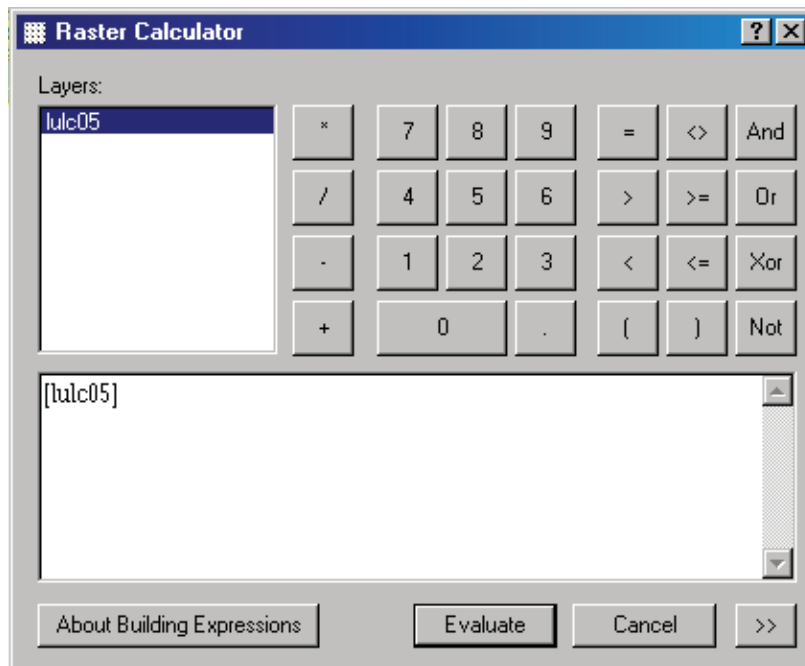 Raster Calculator ? ×
Layers:
lulc05
* 7 8 9 = <> And
/ 4 5 6 > >= Or
- 1 2 3 < <= Xor
+ 0 . ( ) Not
[lulc05]
About Building Expressions Evaluate Cancel >>